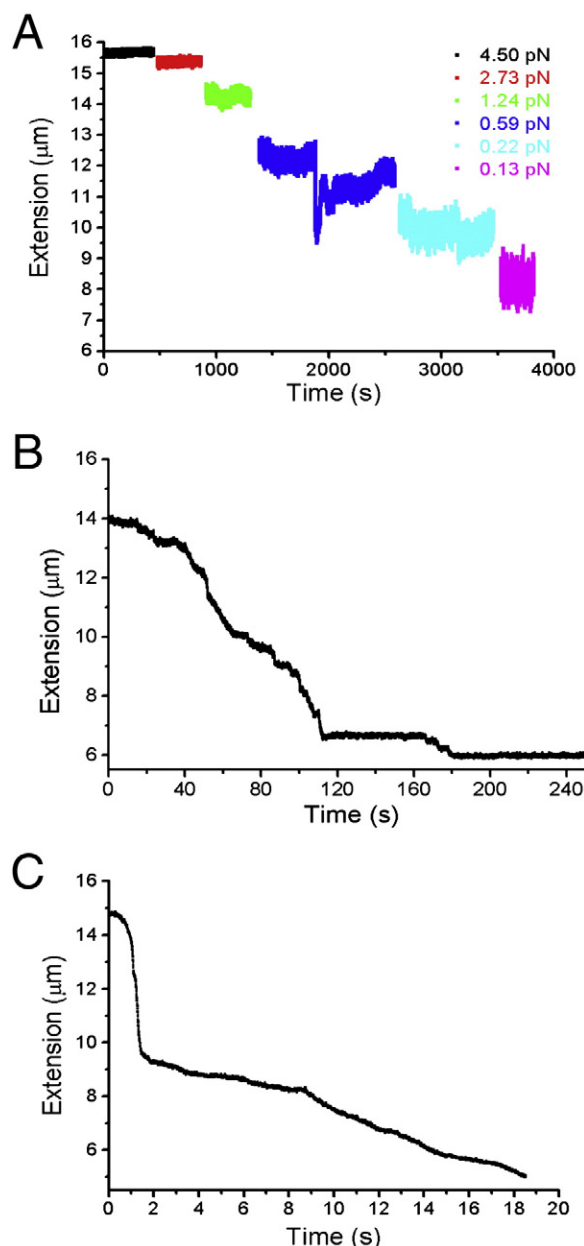 A
Extension (μm)
16
15
14
13
12
11
10
9
8
7
6
4.50 pN
2.73 pN
1.24 pN
0.59 pN
0.22 pN
0.13 pN
0 1000 2000 3000 4000
Time (s)
B
Extension (μm)
16
14
12
10
8
6
0 40 80 120 160 200 240
Time (s)
C
Extension (μm)
16
14
12
10
8
6
0 2 4 6 8 10 12 14 16 18 20
Time (s)